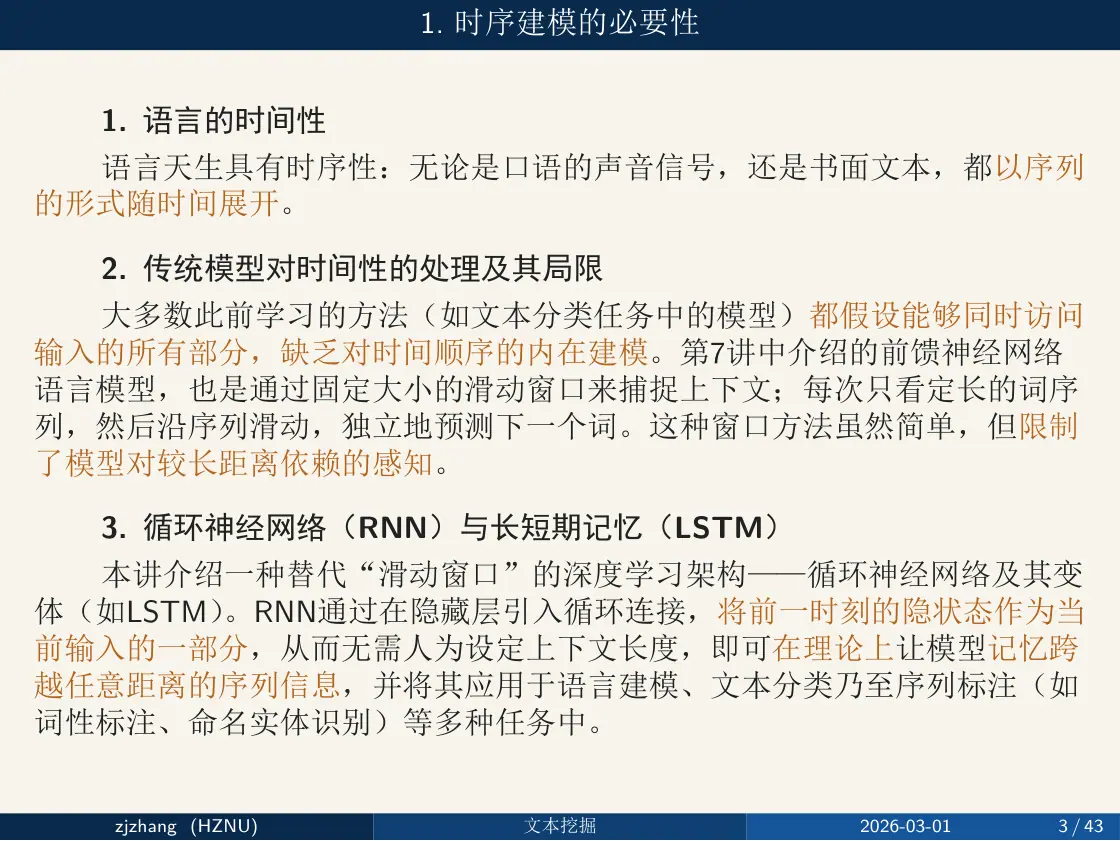 1. 时序建模的必要性
1. 语言的时间性
语言天生具有时序性：无论是口语的声音信号，还是书面文本，都以序列
的形式随时间展开。
2. 传统模型对时间性的处理及其局限
大多数此前学习的方法（如文本分类任务中的模型）都假设能够同时访问
输入的所有部分，缺乏对时间顺序的内在建模。第7讲中介绍的前馈神经网络
语言模型，也是通过固定大小的滑动窗口来捕捉上下文；每次只看定长的词序
列，然后沿序列滑动，独立地预测下一个词。这种窗口方法虽然简单，但限制
了模型对较长距离依赖的感知。
3. 循环神经网络（RNN）与长短期记忆（LSTM）
本讲介绍一种替代“滑动窗口”的深度学习架构——循环神经网络及其变
体（如LSTM）。RNN通过在隐藏层引入循环连接，将前一时刻的隐状态作为当
前输入的一部分，从而无需人为设定上下文长度，即可在理论上让模型记忆跨
越任意距离的序列信息，并将其应用于语言建模、文本分类乃至序列标注（如
词性标注、命名实体识别）等多种任务中。
zjzhang (HZNU) 文本挖掘 2026-03-01 3 / 43